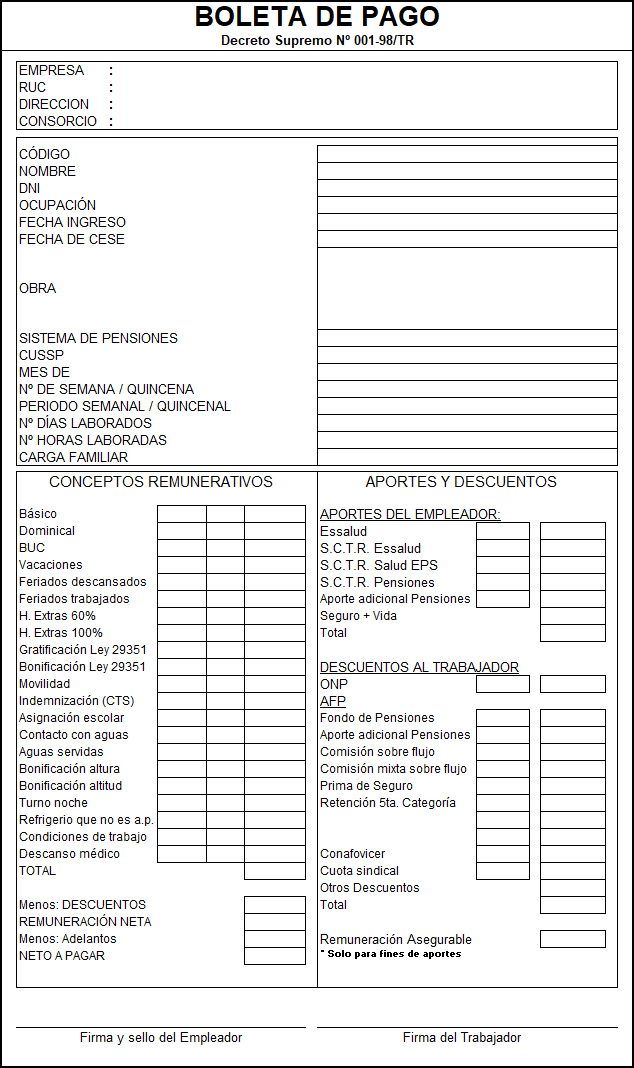 BOLETA DE PAGO
Decreto Supremo Nº 001-98/TR
EMPRESA :
RUC :
DIRECCION :
CONSORCIO :
CÓDIGO
NOMBRE
DNI
OCUPACIÓN
FECHA INGRESO
FECHA DE CESE
OBRA
SISTEMA DE PENSIONES
CUSSP
MES DE
Nº DE SEMANA / QUINCENA
PERIODO SEMANAL / QUINCENAL
Nº DÍAS LABORADOS
Nº HORAS LABORADAS
CARGA FAMILIAR
CONCEPTOS REMUNERATIVOS
Básico
Dominical
BUC
Vacaciones
Feriados descansados
Feriados trabajados
H. Extras 60%
H. Extras 100%
Gratificación Ley 29351
Bonificación Ley 29351
Movilidad
Indemnización (CTS)
Asignación escolar
Contacto con aguas
Aguas servidas
Bonificación altura
Bonificación altitud
Turno noche
Refrigerio que no es a.p.
Condiciones de trabajo
Descanso médico
TOTAL
Menos: DESCUENTOS
REMUNERACIÓN NETA
Menos: Adelantos
NETO A PAGAR
APORTES Y DESCUENTOS
APORTES DEL EMPLEADOR:
Essalud
S.C.T.R. Essalud
S.C.T.R. Salud EPS
S.C.T.R. Pensiones
Aporte adicional Pensiones
Seguro + Vida
Total
DESCUENTOS AL TRABAJADOR
ONP
AFP
Fondo de Pensiones
Aporte adicional Pensiones
Comisión sobre flujo
Comisión mixta sobre flujo
Prima de Seguro
Retención 5ta. Categoría
Conafovicer
Cuota sindical
Otros Descuentos
Total
Remuneración Asegurable
* Solo para fines de aportes
Firma y sello del Empleador
Firma del Trabajador